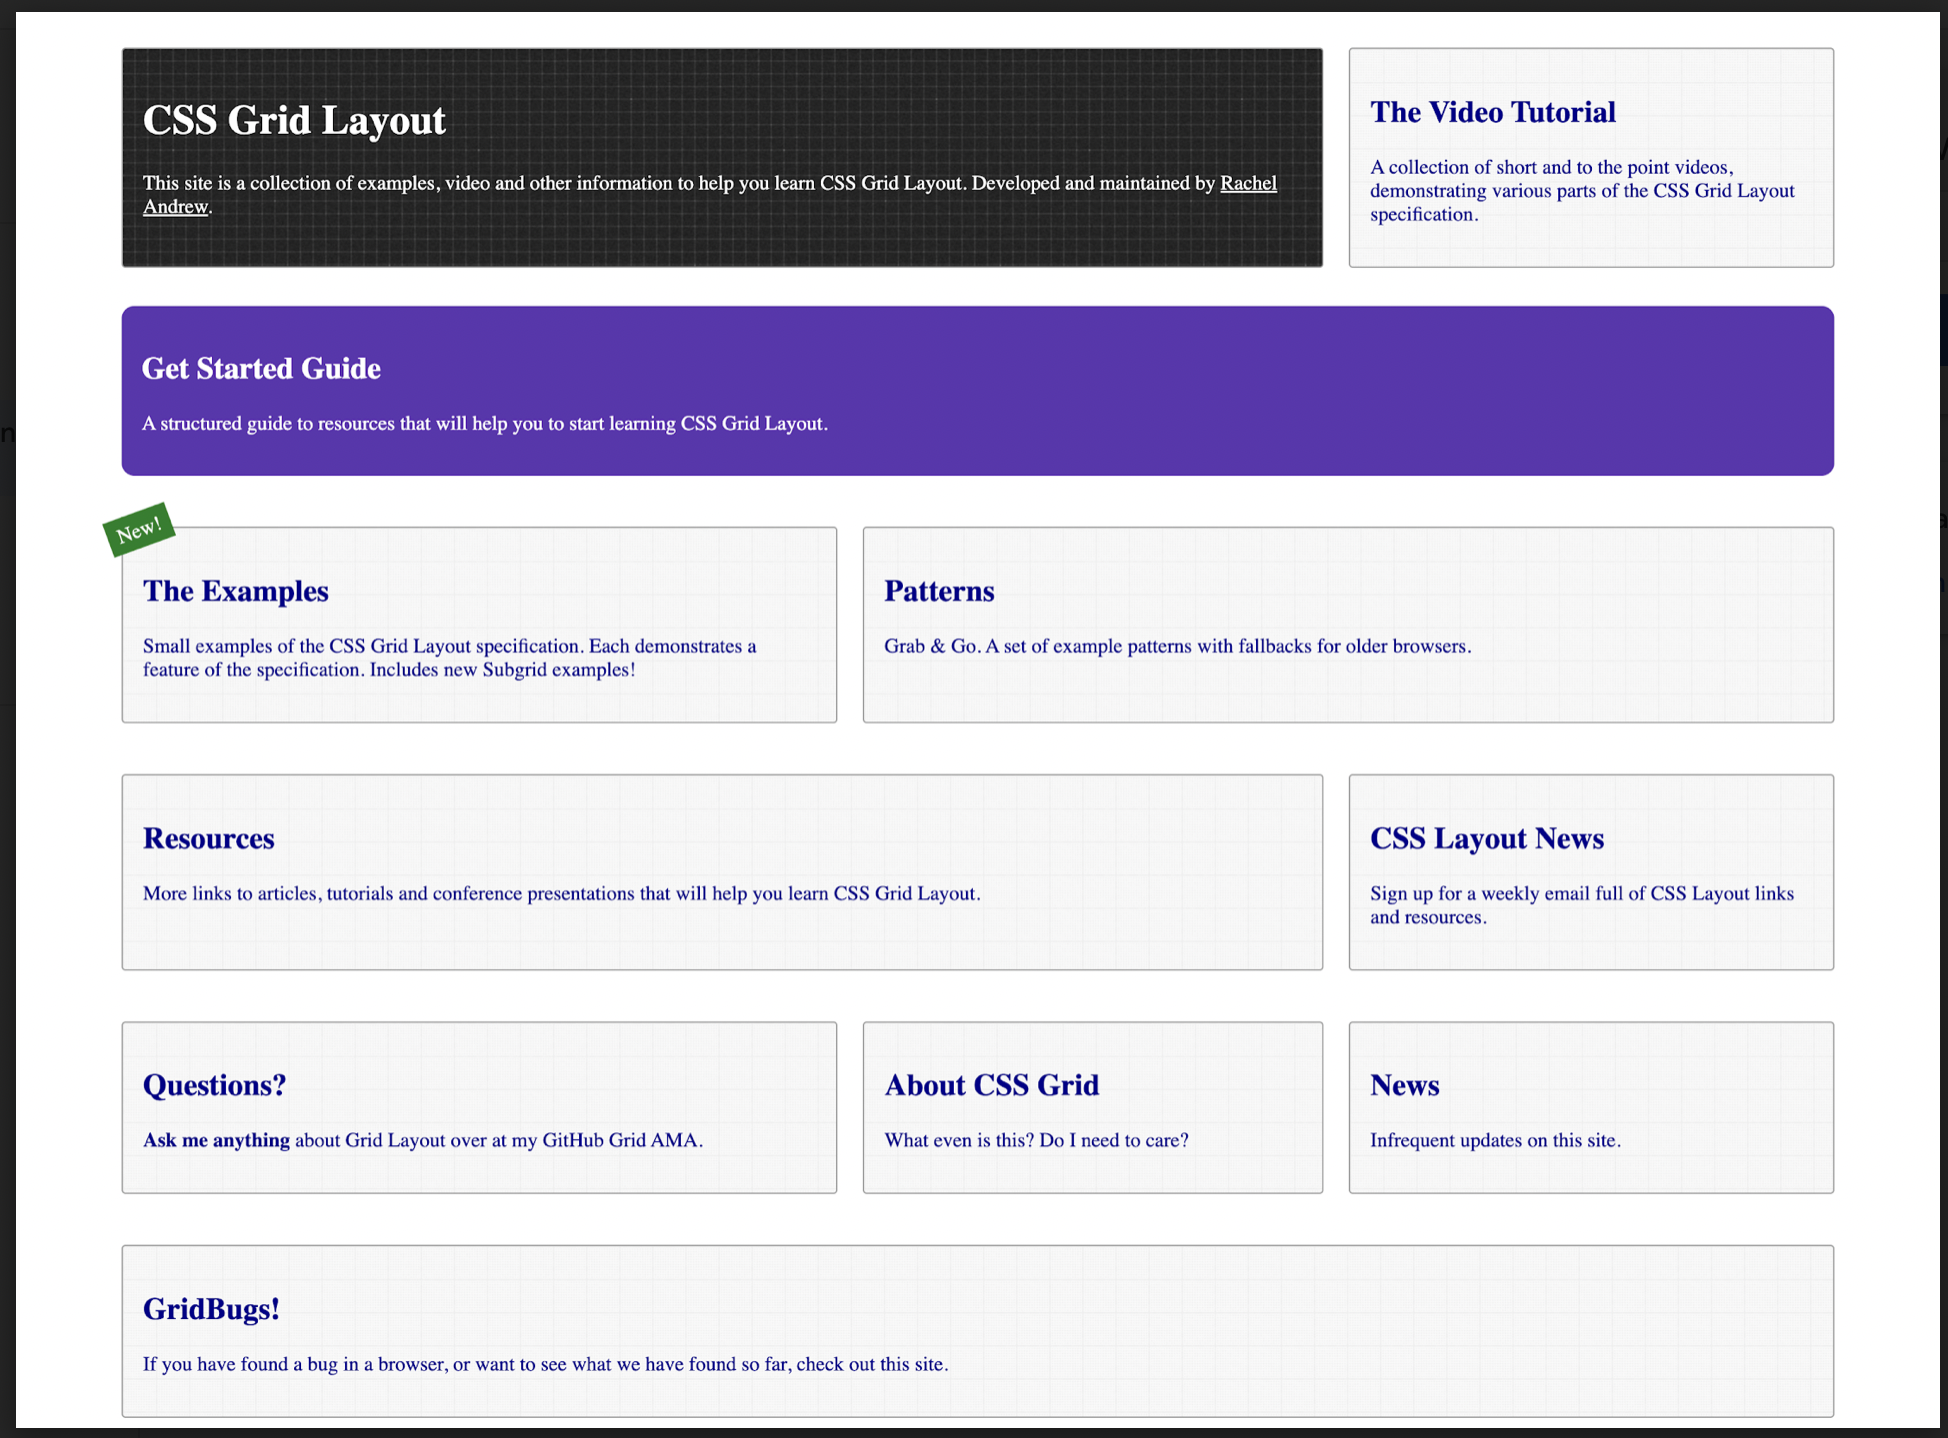 CSS Grid Layout
This site is a collection of examples, video and other information to help you learn CSS Grid Layout. Developed and maintained by Rachel
Andrew.
The Video Tutorial
A collection of short and to the point videos,
demonstrating various parts of the CSS Grid Layout
specification.
Get Started Guide
A structured guide to resources that will help you to start learning CSS Grid Layout.
New!
The Examples
Small examples of the CSS Grid Layout specification. Each demonstrates a
feature of the specification. Includes new Subgrid examples!
Patterns
Grab & Go. A set of example patterns with fallbacks for older browsers.
Resources
More links to articles, tutorials and conference presentations that will help you learn CSS Grid Layout.
CSS Layout News
Sign up for a weekly email full of CSS Layout links
and resources.
Questions?
Ask me anything about Grid Layout over at my GitHub Grid AMA.
About CSS Grid
What even is this? Do I need to care?
News
Infrequent updates on this site.
GridBugs!
If you have found a bug in a browser, or want to see what we have found so far, check out this site.